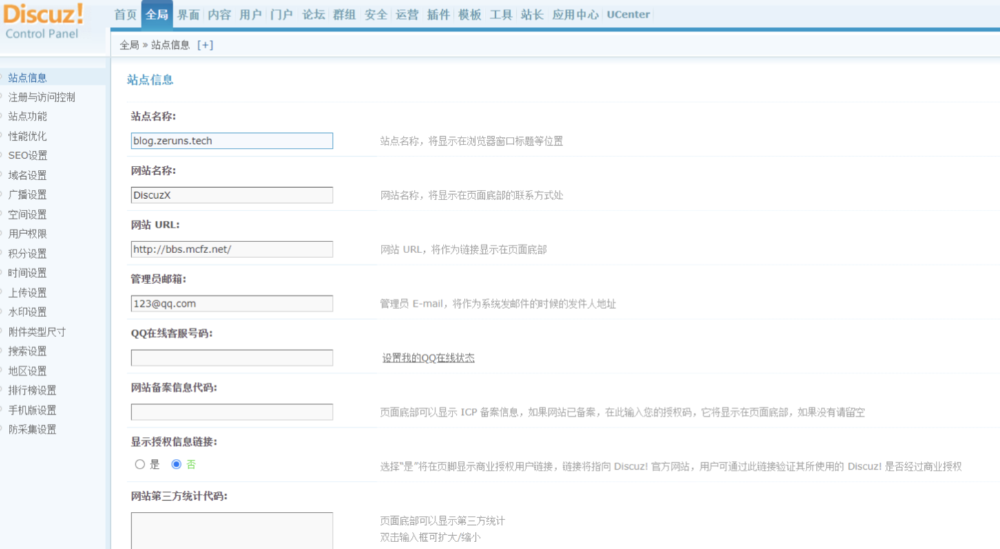 Discuz!
Control Panel
首页 全局 界面 内容 用户 门户 论坛 群组 安全 运营 插件 模板 工具 站长 应用中心 UCenter
全局 » 站点信息 [+]
站点信息
注册与访问控制
站点功能
性能优化
SEO设置
域名设置
广播设置
空间设置
用户权限
积分设置
时间设置
上传设置
水印设置
附件类型尺寸
搜索设置
地区设置
排行榜设置
手机版设置
防采集设置
站点信息
站点名称:
blog.zeruns.tech
站点名称，将显示在浏览器窗口标题等位置
网站名称:
DiscuzX
网站名称，将显示在页面底部的联系方式处
网站 URL:
http://bbs.mcfz.net/
网站 URL，将作为链接显示在页面底部
管理员邮箱:
123@qq.com
管理员 E-mail，将作为系统发邮件的时候的发件人地址
QQ在线客服号码:
设置我的QQ在线状态
网站备案信息代码:
页面底部可以显示 ICP 备案信息，如果网站已备案，在此输入您的授权码，它将显示在页面底部，如果没有请留空
显示授权信息链接:
是 否
选择“是”将在页脚显示商业授权用户链接，链接将指向 Discuz! 官方网站，用户可通过此链接验证其所使用的 Discuz! 是否经过商业授权
网站第三方统计代码:
页面底部可以显示第三方统计
双击输入框可扩大/缩小